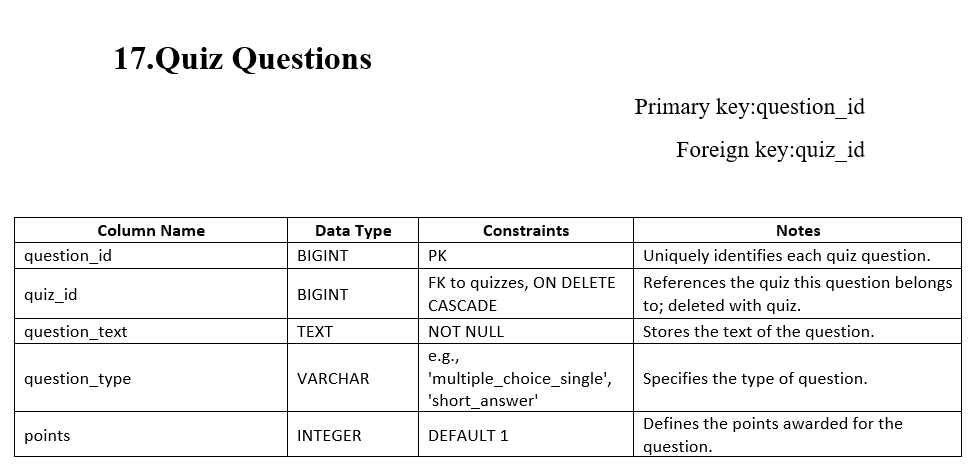 17.Quiz Questions
Primary key:question_id
Foreign key:quiz_id
Column Name Data Type Constraints Notes
question_id BIGINT PK Uniquely identifies each quiz question.
quiz_id BIGINT FK to quizzes, ON DELETE CASCADE References the quiz this question belongs to; deleted with quiz.
question_text TEXT NOT NULL Stores the text of the question.
question_type VARCHAR e.g., 'multiple_choice_single', 'short_answer' Specifies the type of question.
points INTEGER DEFAULT 1 Defines the points awarded for the question.